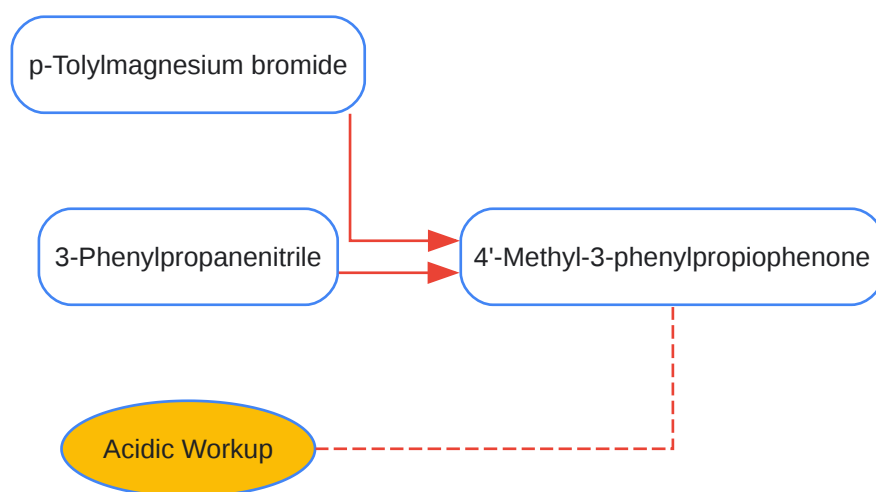 p-Tolylmagnesium bromide
3-Phenylpropanenitrile
4'-Methyl-3-phenylpropiophenone
Acidic Workup